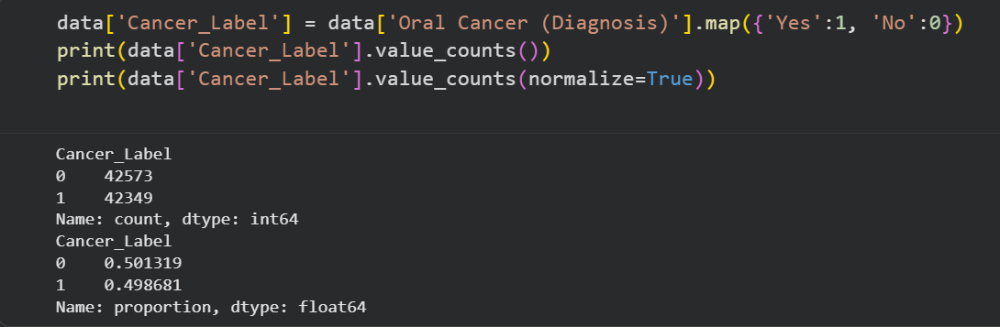 data['Cancer_Label'] = data['Oral Cancer (Diagnosis)'].map({'Yes':1, 'No':0})
print(data['Cancer_Label'].value_counts())
print(data['Cancer_Label'].value_counts(normalize=True))
Cancer_Label
0    42573
1    42349
Name: count, dtype: int64
Cancer_Label
0    0.501319
1    0.498681
Name: proportion, dtype: float64